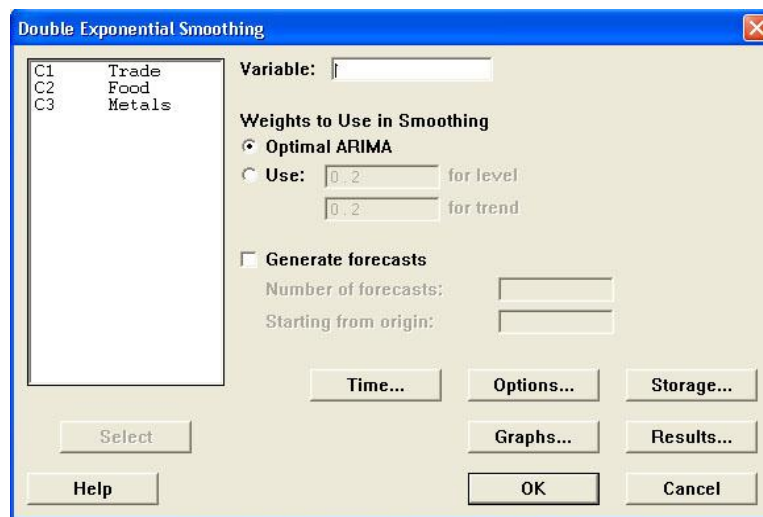 Double Exponential Smoothing
C1 Trade
C2 Food
C3 Metals
Variable:
Weights to Use in Smoothing
Optimal ARIMA
Use: 0.2 for level
0.2 for trend
Generate forecasts
Number of forecasts:
Starting from origin:
Time... Options... Storage...
Select Graphs... Results...
Help OK Cancel